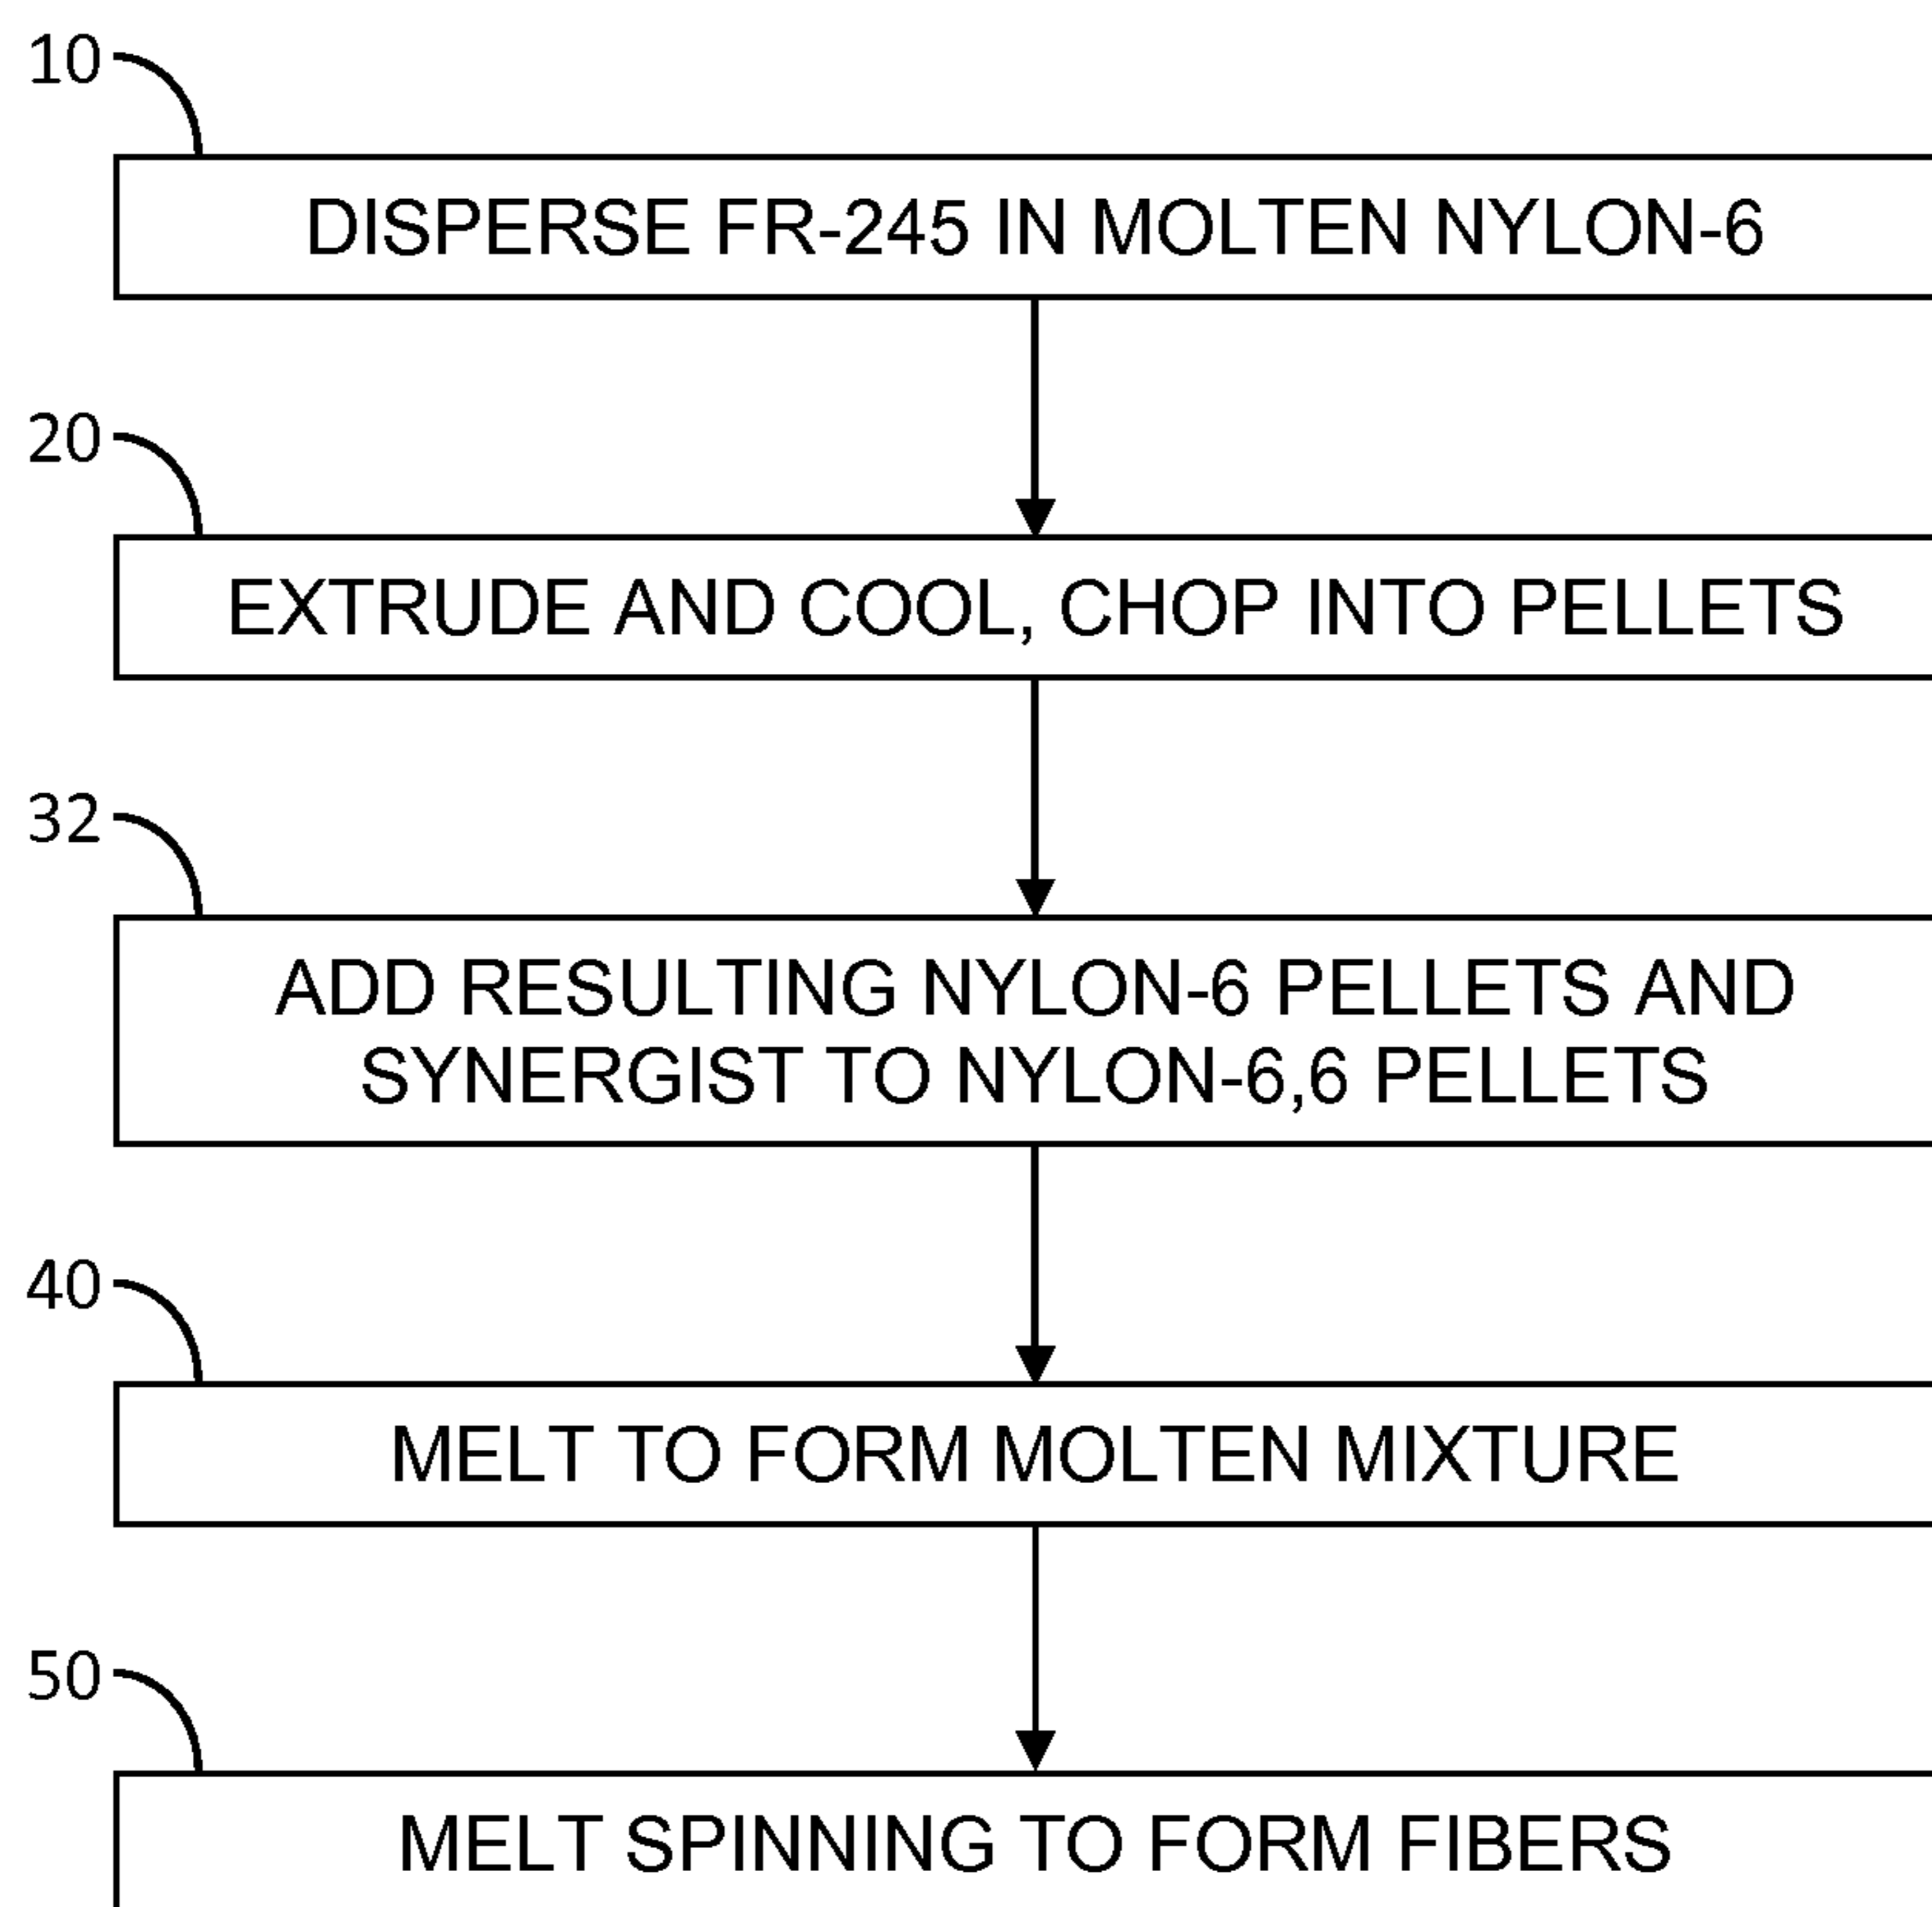 10
DISPERSE FR-245 IN MOLTEN NYLON-6
20
EXTRUDE AND COOL, CHOP INTO PELLETS
32
ADD RESULTING NYLON-6 PELLETS AND
SYNERGIST TO NYLON-6,6 PELLETS
40
MELT TO FORM MOLTEN MIXTURE
50
MELT SPINNING TO FORM FIBERS